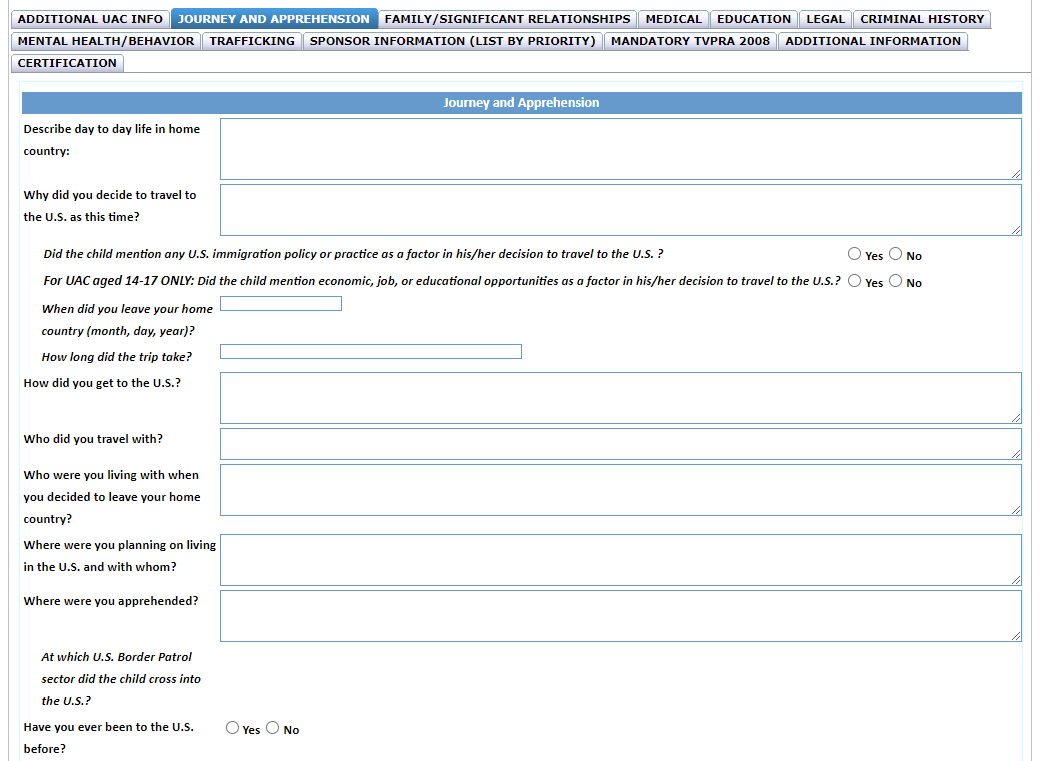 ADDITIONAL UAC INFO JOURNEY AND APPREHENSION FAMILY/SIGNIFICANT RELATIONSHIPS MEDICAL EDUCATION LEGAL CRIMINAL HISTORY
MENTAL HEALTH/BEHAVIOR TRAFFICKING SPONSOR INFORMATION (LIST BY PRIORITY) MANDATORY TVPRA 2008 ADDITIONAL INFORMATION
CERTIFICATION
Journey and Apprehension
Describe day to day life in home
country:
Why did you decide to travel to
the U.S. as this time?
Did the child mention any U.S. immigration policy or practice as a factor in his/her decision to travel to the U.S. ? Yes No
For UAC aged 14-17 ONLY: Did the child mention economic, job, or educational opportunities as a factor in his/her decision to travel to the U.S.? Yes No
When did you leave your home
country (month, day, year)?
How long did the trip take?
How did you get to the U.S.?
Who did you travel with?
Who were you living with when
you decided to leave your home
country?
Where were you planning on living
in the U.S. and with whom?
Where were you apprehended?
At which U.S. Border Patrol
sector did the child cross into
the U.S.?
Have you ever been to the U.S. Yes No
before?